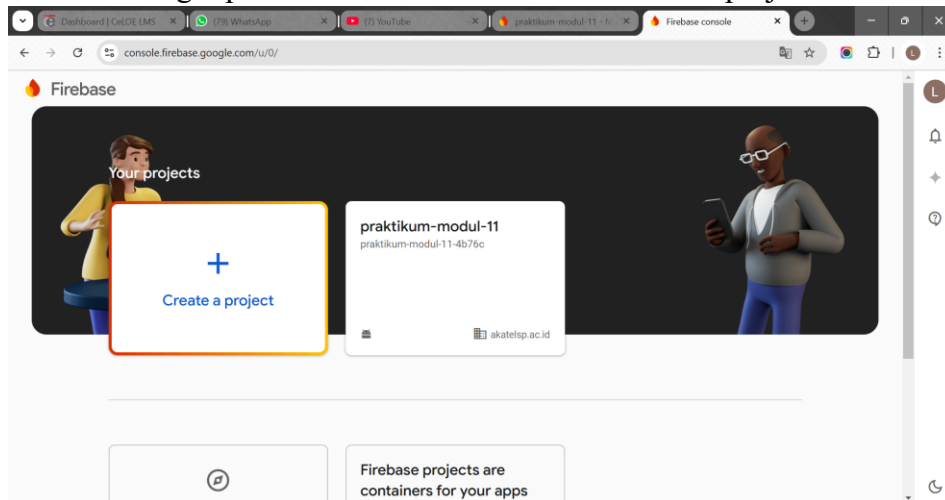 Dashboard | CeLOE LMS
(79) WhatsApp
(7) YouTube
praktikum-modul-11 -
Firebase console
console.firebase.google.com/u/0/
L
Firebase
L
Your projects
+
Create a project
praktikum-modul-11
praktikum-modul-11-4b76c
akatelsp.ac.id
Firebase projects are
containers for your apps